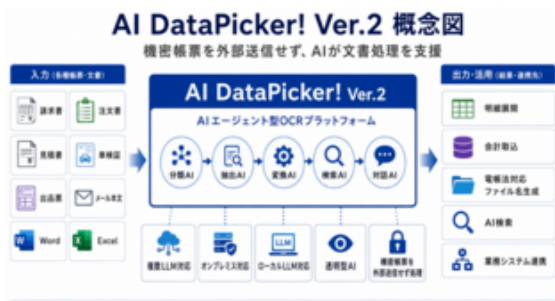 AI DataPicker! Ver.2 概念図
機密帳票を外部送信せず、AIが文書処理を支援
入力（各種帳票・文書）
請求書
注文書
見積書
車検証
出品票
メール本文
Word
Excel
AI DataPicker! Ver.2
AIエージェント型OCRプラットフォーム
分類AI
抽出AI
変換AI
検索AI
対話AI
複数LLM対応
オンプレミス対応
LLM
ローカルLLM対応
透明型AI
機密帳票を
外部送信せず処理
出力・活用（結果・連携先）
明細展開
会計取込
電帳法対応
ファイル名生成
AI検索
業務システム連携